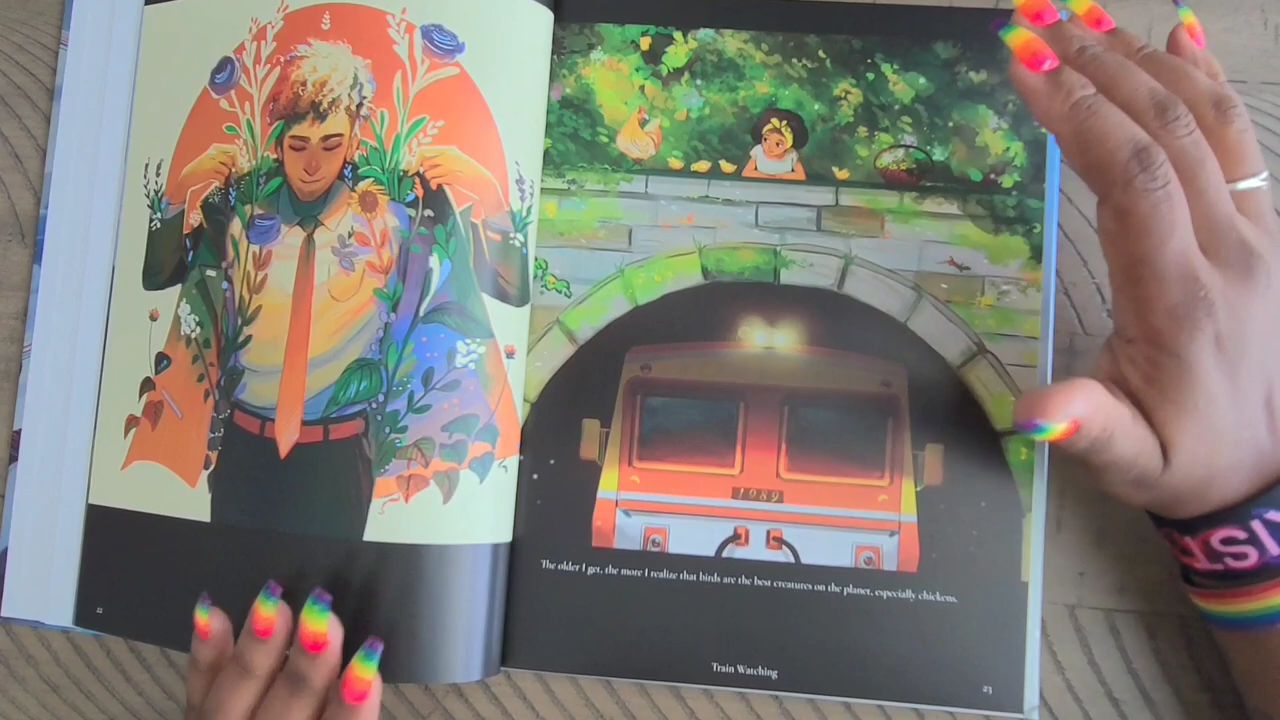 1989
The older I get, the more I realize that birds are the best creatures on the planet, especially chickens.
Train Watching
22
23